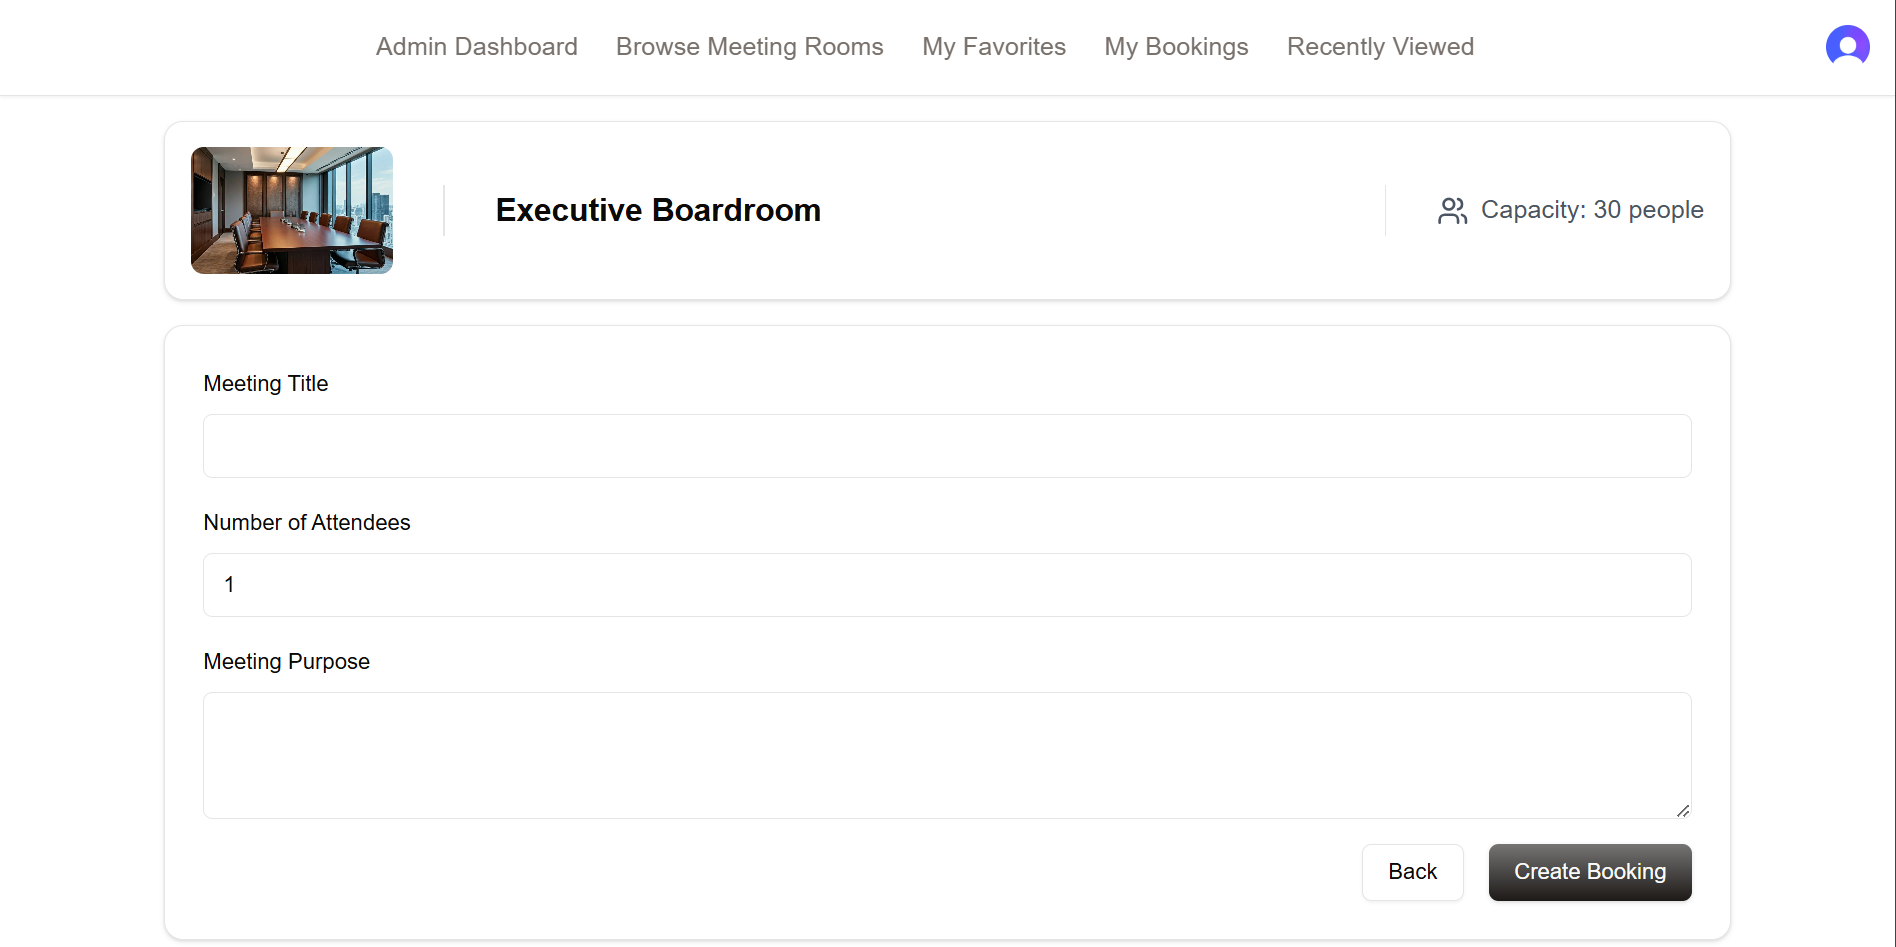 Admin Dashboard Browse Meeting Rooms My Favorites My Bookings Recently Viewed
Executive Boardroom Capacity: 30 people
Meeting Title
Number of Attendees
1
Meeting Purpose
Back Create Booking